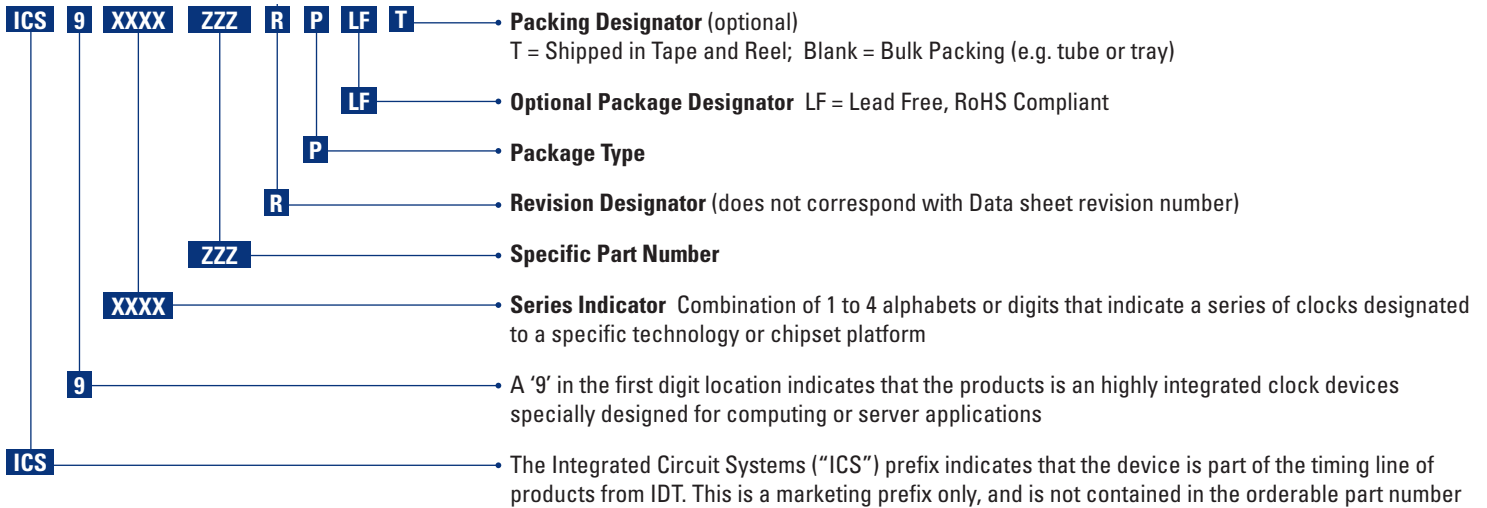 ICS 9 XXXX ZZZ R P LF T Packing Designator (optional)
T = Shipped in Tape and Reel; Blank = Bulk Packing (e.g. tube or tray)
LF Optional Package Designator LF = Lead Free, RoHS Compliant
P Package Type
R Revision Designator (does not correspond with Data sheet revision number)
ZZZ Specific Part Number
XXXX Series Indicator Combination of 1 to 4 alphabets or digits that indicate a series of clocks designated
to a specific technology or chipset platform
9 A ‘9’ in the first digit location indicates that the products is an highly integrated clock devices
specially designed for computing or server applications
ICS The Integrated Circuit Systems (“ICS”) prefix indicates that the device is part of the timing line of
products from IDT. This is a marketing prefix only, and is not contained in the orderable part number